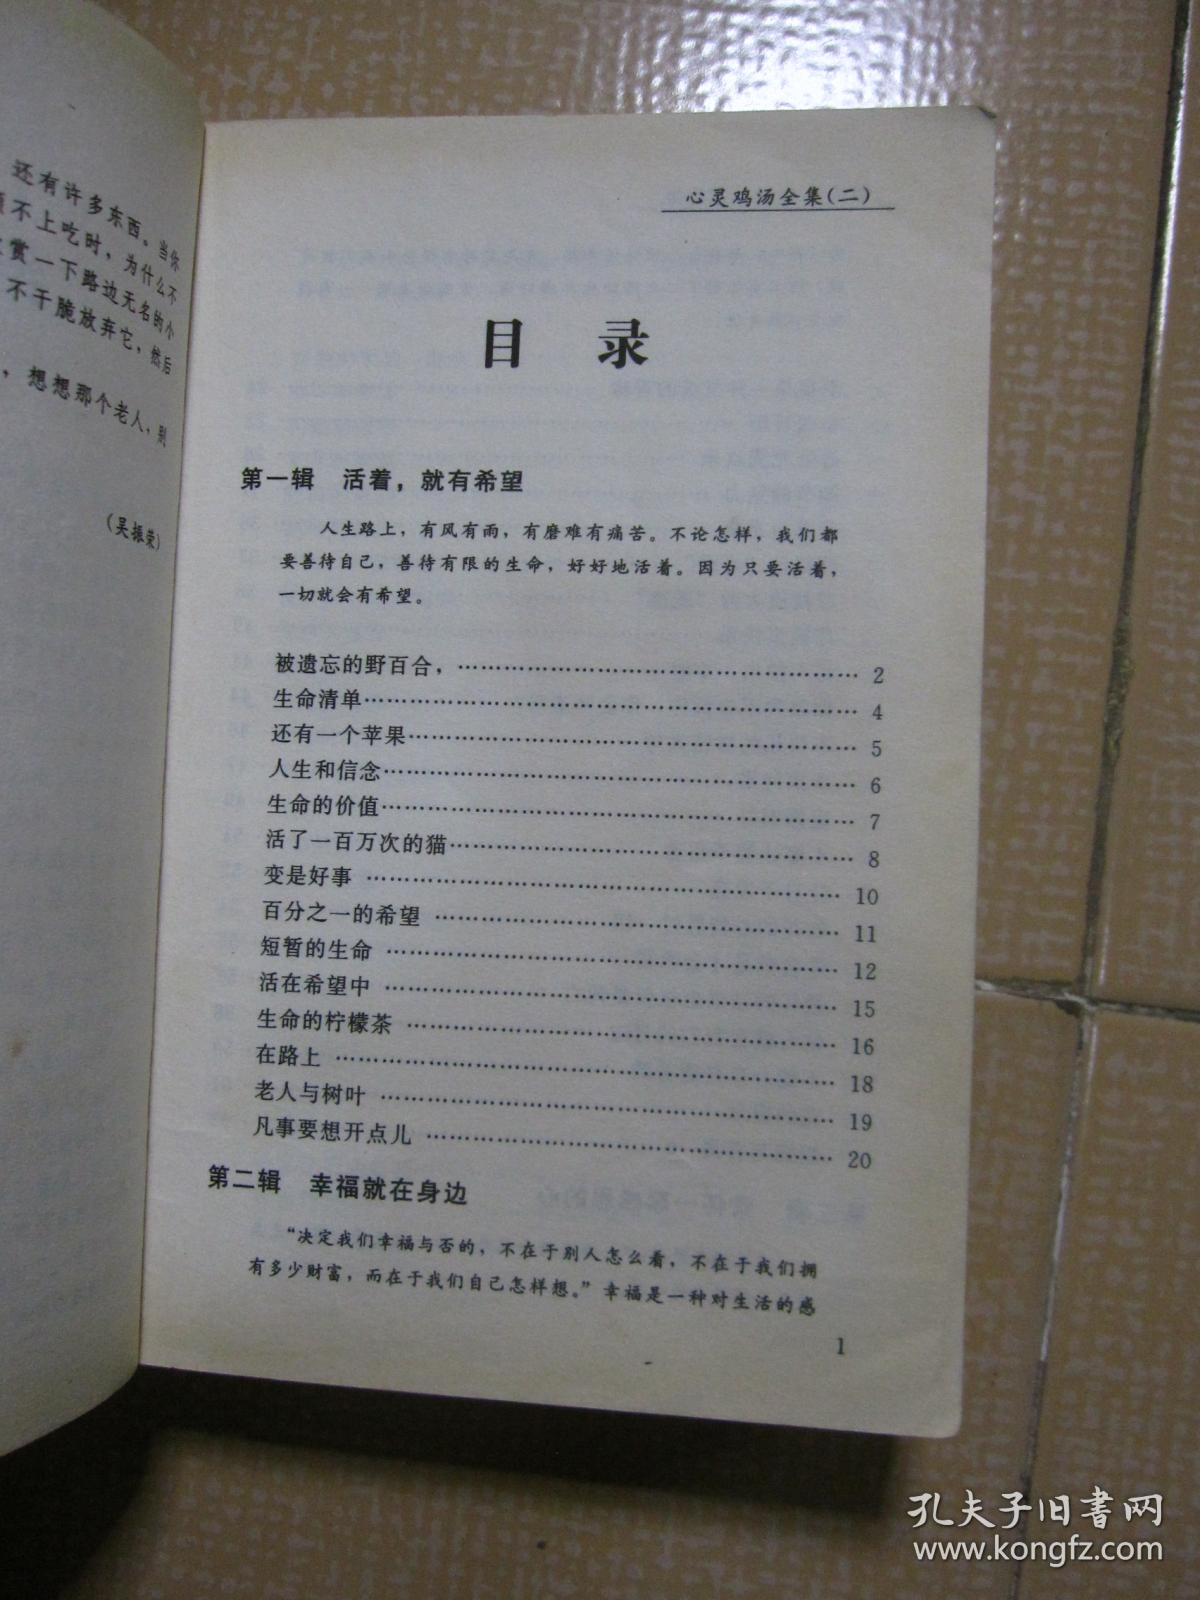 还有许多东西。当你
不上吃时，为什么不
赏一下路边无名的小
不干脆放弃它，然后
，想想那个老人，别
(吴振荣)
心灵鸡汤全集(二)
目 录
第一辑 活着，就有希望
人生路上，有风有雨，有磨难有痛苦。不论怎样，我们都
要善待自己，善待有限的生命，好好地活着。因为只要活着，
一切就会有希望。
被遗忘的野百合，…………………………………………… 2
生命清单…………………………………………………… 4
还有一个苹果……………………………………………… 5
人生和信念………………………………………………… 6
生命的价值………………………………………………… 7
活了一百万次的猫………………………………………… 8
变是好事 ………………………………………………… 10
百分之一的希望 ………………………………………… 11
短暂的生命 ……………………………………………… 12
活在希望中 ……………………………………………… 15
生命的柠檬茶 …………………………………………… 16
在路上 …………………………………………………… 18
老人与树叶 ……………………………………………… 19
凡事要想开点儿 ………………………………………… 20
第二辑 幸福就在身边
“决定我们幸福与否的，不在于别人怎么看，不在于我们拥
有多少财富，而在于我们自己怎样想。”幸福是一种对生活的感
1
孔夫子旧书网
www.kongfz.com